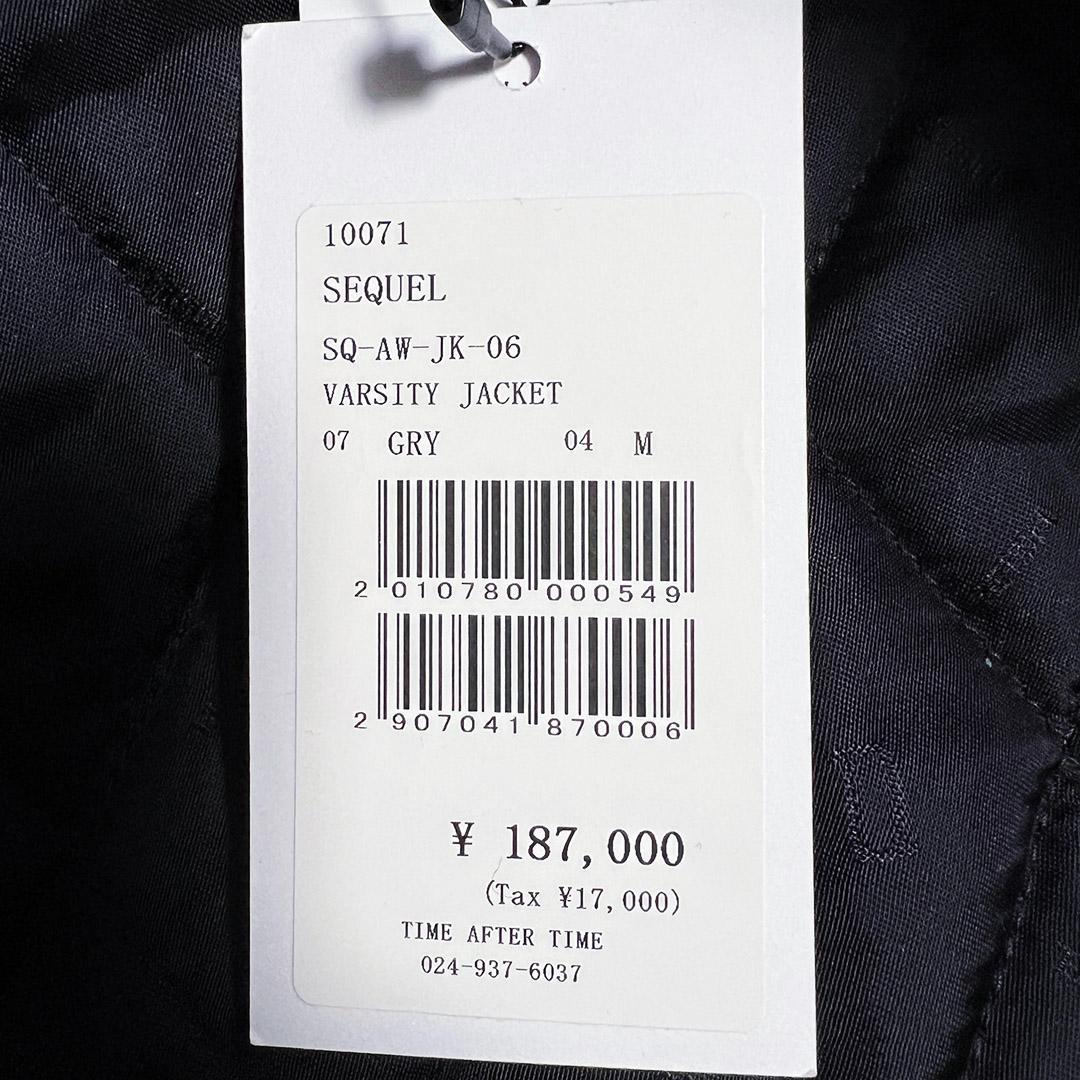 10071
SEQUEL
SQ-AW-JK-06
VARSITY JACKET
07 GRY 04 M
2 010780 000549
2 907041 870006
¥ 187,000
(Tax ¥17,000)
TIME AFTER TIME
024-937-6037